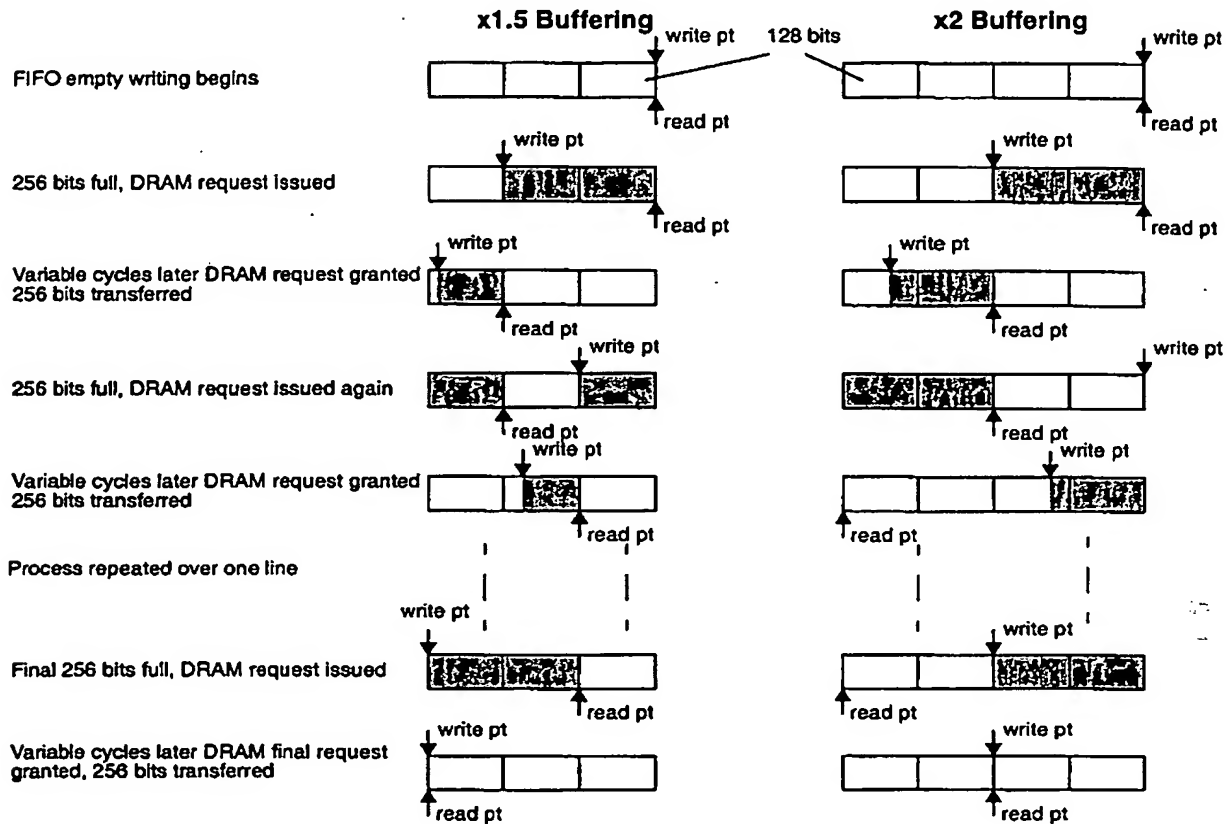 x1.5 Buffering
x2 Buffering
write pt
128 bits
write pt
FIFO empty writing begins
read pt
read pt
write pt
write pt
256 bits full, DRAM request issued
read pt
read pt
write pt
write pt
Variable cycles later DRAM request granted
256 bits transferred
read pt
read pt
write pt
write pt
256 bits full, DRAM request issued again
read pt
read pt
write pt
write pt
Variable cycles later DRAM request granted
256 bits transferred
read pt
read pt
Process repeated over one line
write pt
write pt
Final 256 bits full, DRAM request issued
read pt
read pt
write pt
write pt
Variable cycles later DRAM final request
granted, 256 bits transferred
read pt
read pt